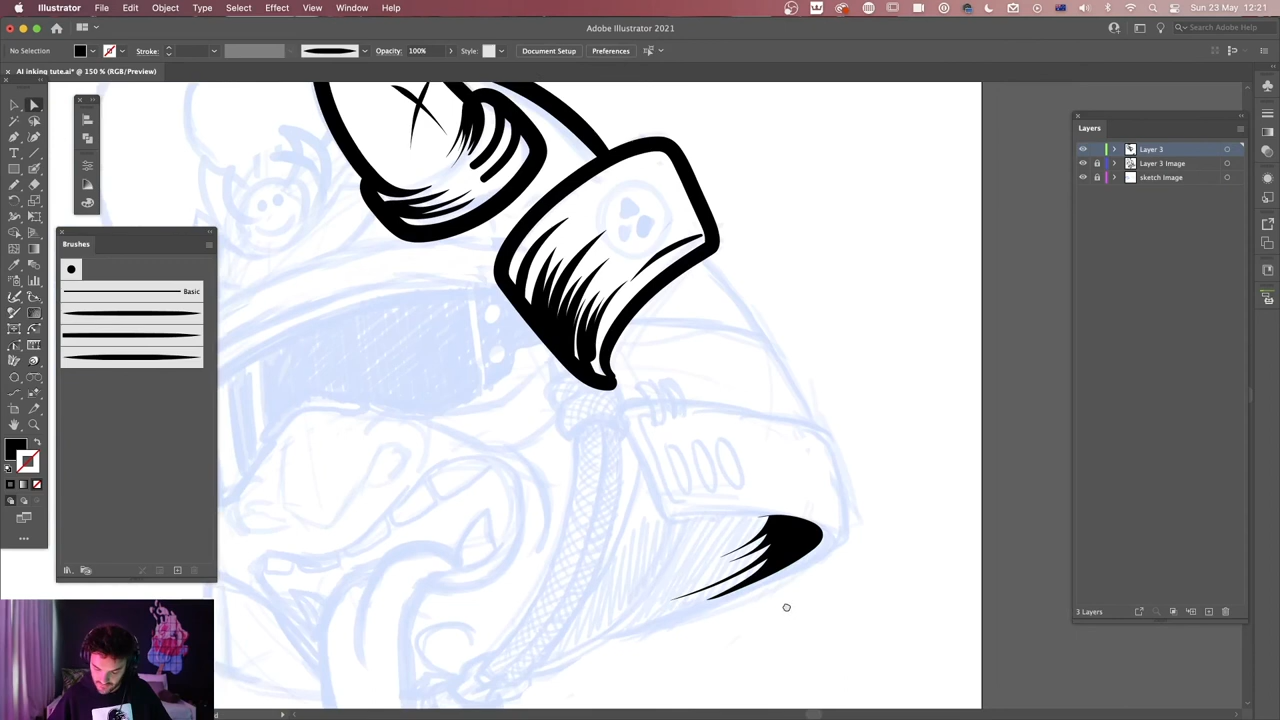 Illustrator File Edit Object Type Select Effect View Window Help
Sun 23 May 12:21
Adobe Illustrator 2021
Search Adobe Help
No Selection
Stroke:
Opacity: 100%
Style:
Document Setup
Preferences
AI inking tute.ai* @ 150 % (RGB/Preview)
Layers
Layer 3
Layer 3 Image
sketch Image
Brushes
Basic
3 Layers